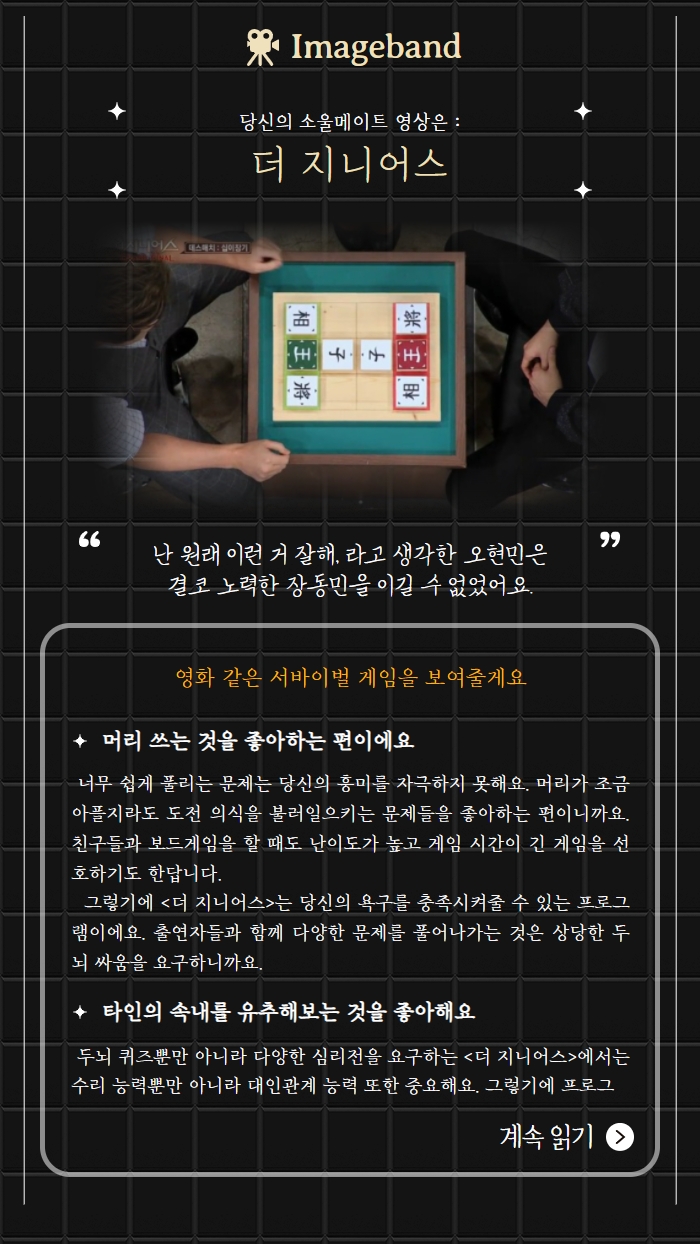 Imageband
당신의 소울메이트 영상은 :
더 지니어스
데스매치 : 십이장기
相
將
王
子
子
王
將
相
“ 난 원래 이런 거 잘해, 라고 생각한 오현민은 ”
결코 노력한 장동민을 이길 수 없었어요.
영화 같은 서바이벌 게임을 보여줄게요
머리 쓰는 것을 좋아하는 편이에요
너무 쉽게 풀리는 문제는 당신의 흥미를 자극하지 못해요. 머리가 조금
아플지라도 도전 의식을 불러일으키는 문제들을 좋아하는 편이니까요.
친구들과 보드게임을 할 때도 난이도가 높고 게임 시간이 긴 게임을 선
호하기도 한답니다.
그렇기에 <더 지니어스>는 당신의 욕구를 충족시켜줄 수 있는 프로그
램이에요. 출연자들과 함께 다양한 문제를 풀어나가는 것은 상당한 두
뇌 싸움을 요구하니까요.
타인의 속내를 유추해보는 것을 좋아해요
두뇌 퀴즈뿐만 아니라 다양한 심리전을 요구하는 <더 지니어스>에서는
수리 능력뿐만 아니라 대인관계 능력 또한 중요해요. 그렇기에 프로그
계속 읽기